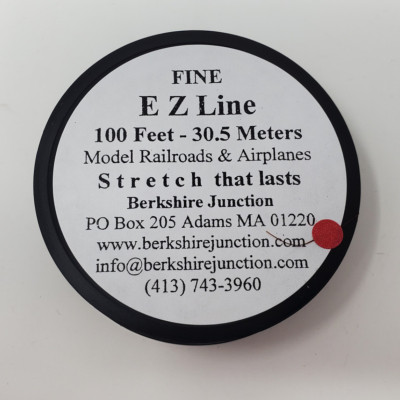 FINE
E Z Line
100 Feet - 30.5 Meters
Model Railroads & Airplanes
Stretch that lasts
Berkshire Junction
PO Box 205 Adams MA 01220
www.berkshirejunction.com
info@berkshirejunction.com
(413) 743-3960